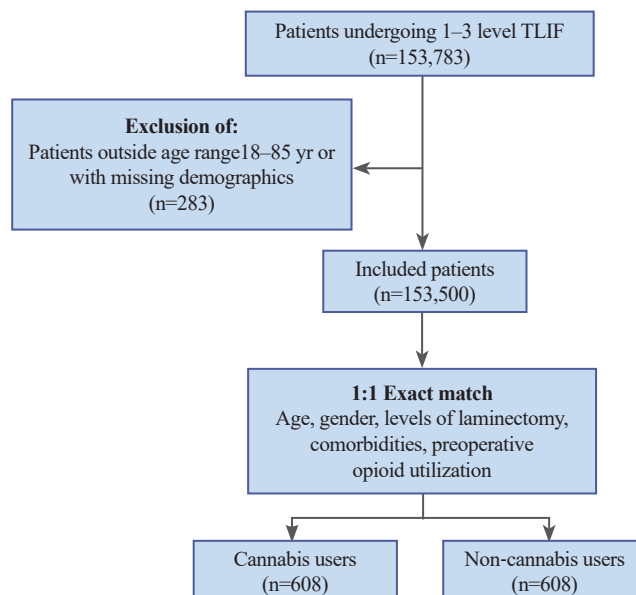 Patients undergoing 1–3 level TLIF
(n=153,783)
Exclusion of:
Patients outside age range18–85 yr or
with missing demographics
(n=283)
Included patients
(n=153,500)
1:1 Exact match
Age, gender, levels of laminectomy,
comorbidities, preoperative
opioid utilization
Cannabis users
(n=608)
Non-cannabis users
(n=608)